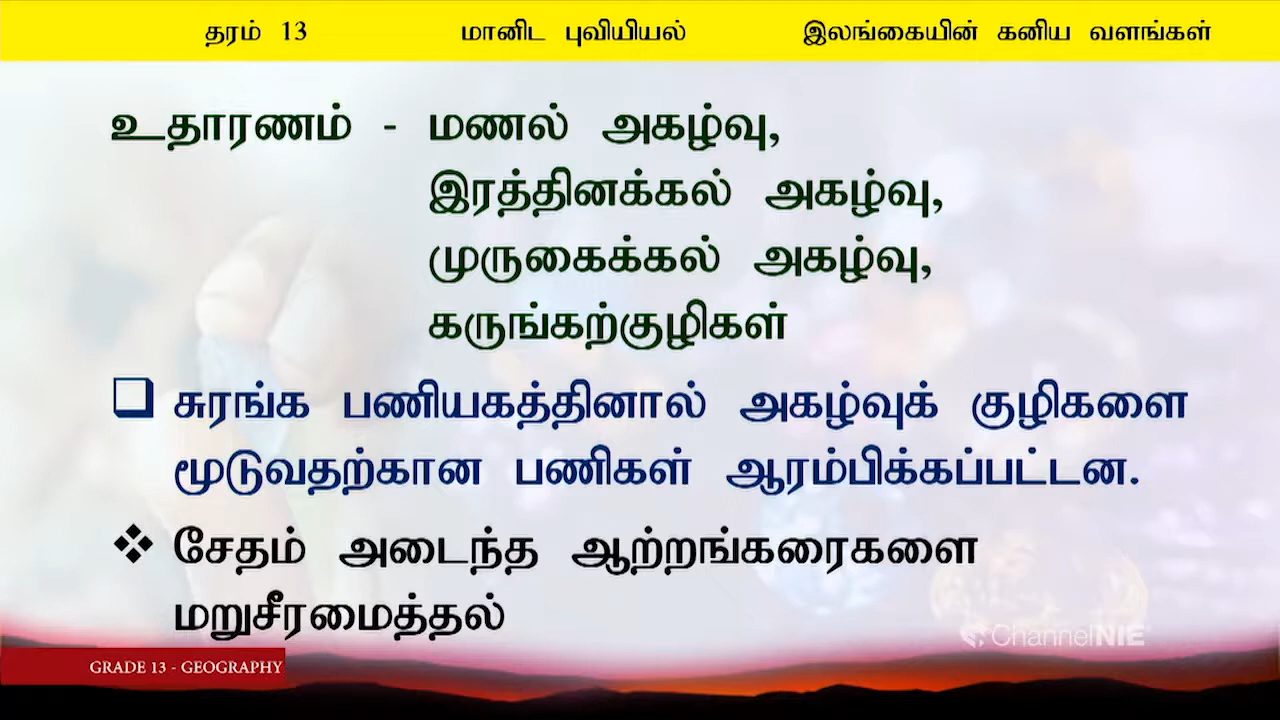 தரம் 13 மானிட புவியியல் இலங்கையின் கனிய வளங்கள்
உதாரணம் - மணல் அகழ்வு,
இரத்தினக்கல் அகழ்வு,
முருகைக்கல் அகழ்வு,
கருங்கற்குழிகள்
சுரங்க பணியகத்தினால் அகழ்வுக் குழிகளை
மூடுவதற்கான பணிகள் ஆரம்பிக்கப்பட்டன.
சேதம் அடைந்த ஆற்றங்கரைகளை
மறுசீரமைத்தல்
ChannelNIE
GRADE 13 - GEOGRAPHY